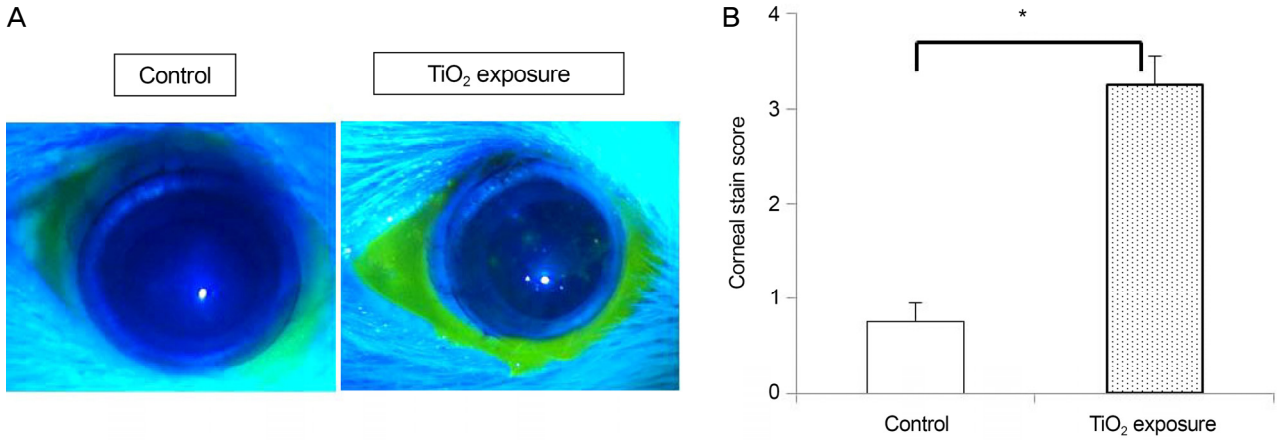 A
Control
TiO₂ exposure
B
4
3
2
1
0
Corneal stain score
*
Control
TiO₂ exposure